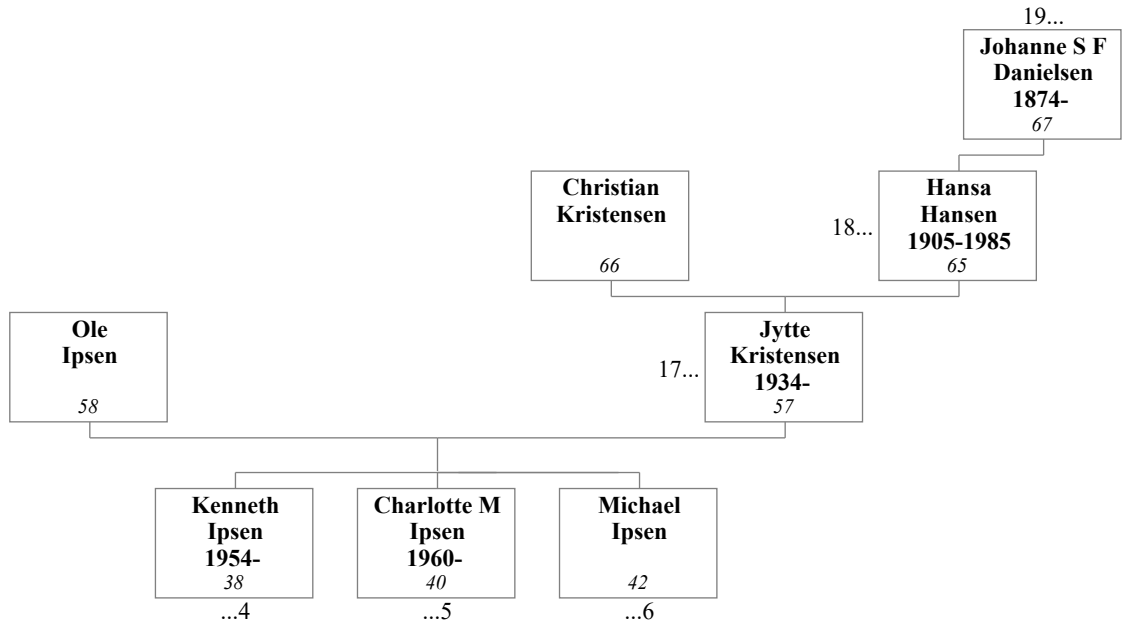 19...
Johanne S F
Danielsen
1874-
67
Christian
Kristensen
66
18...
Hansa
Hansen
1905-1985
65
Ole
Ipsen
58
17...
Jytte
Kristensen
1934-
57
Kenneth
Ipsen
1954-
38
...4
Charlotte M
Ipsen
1960-
40
...5
Michael
Ipsen
42
...6